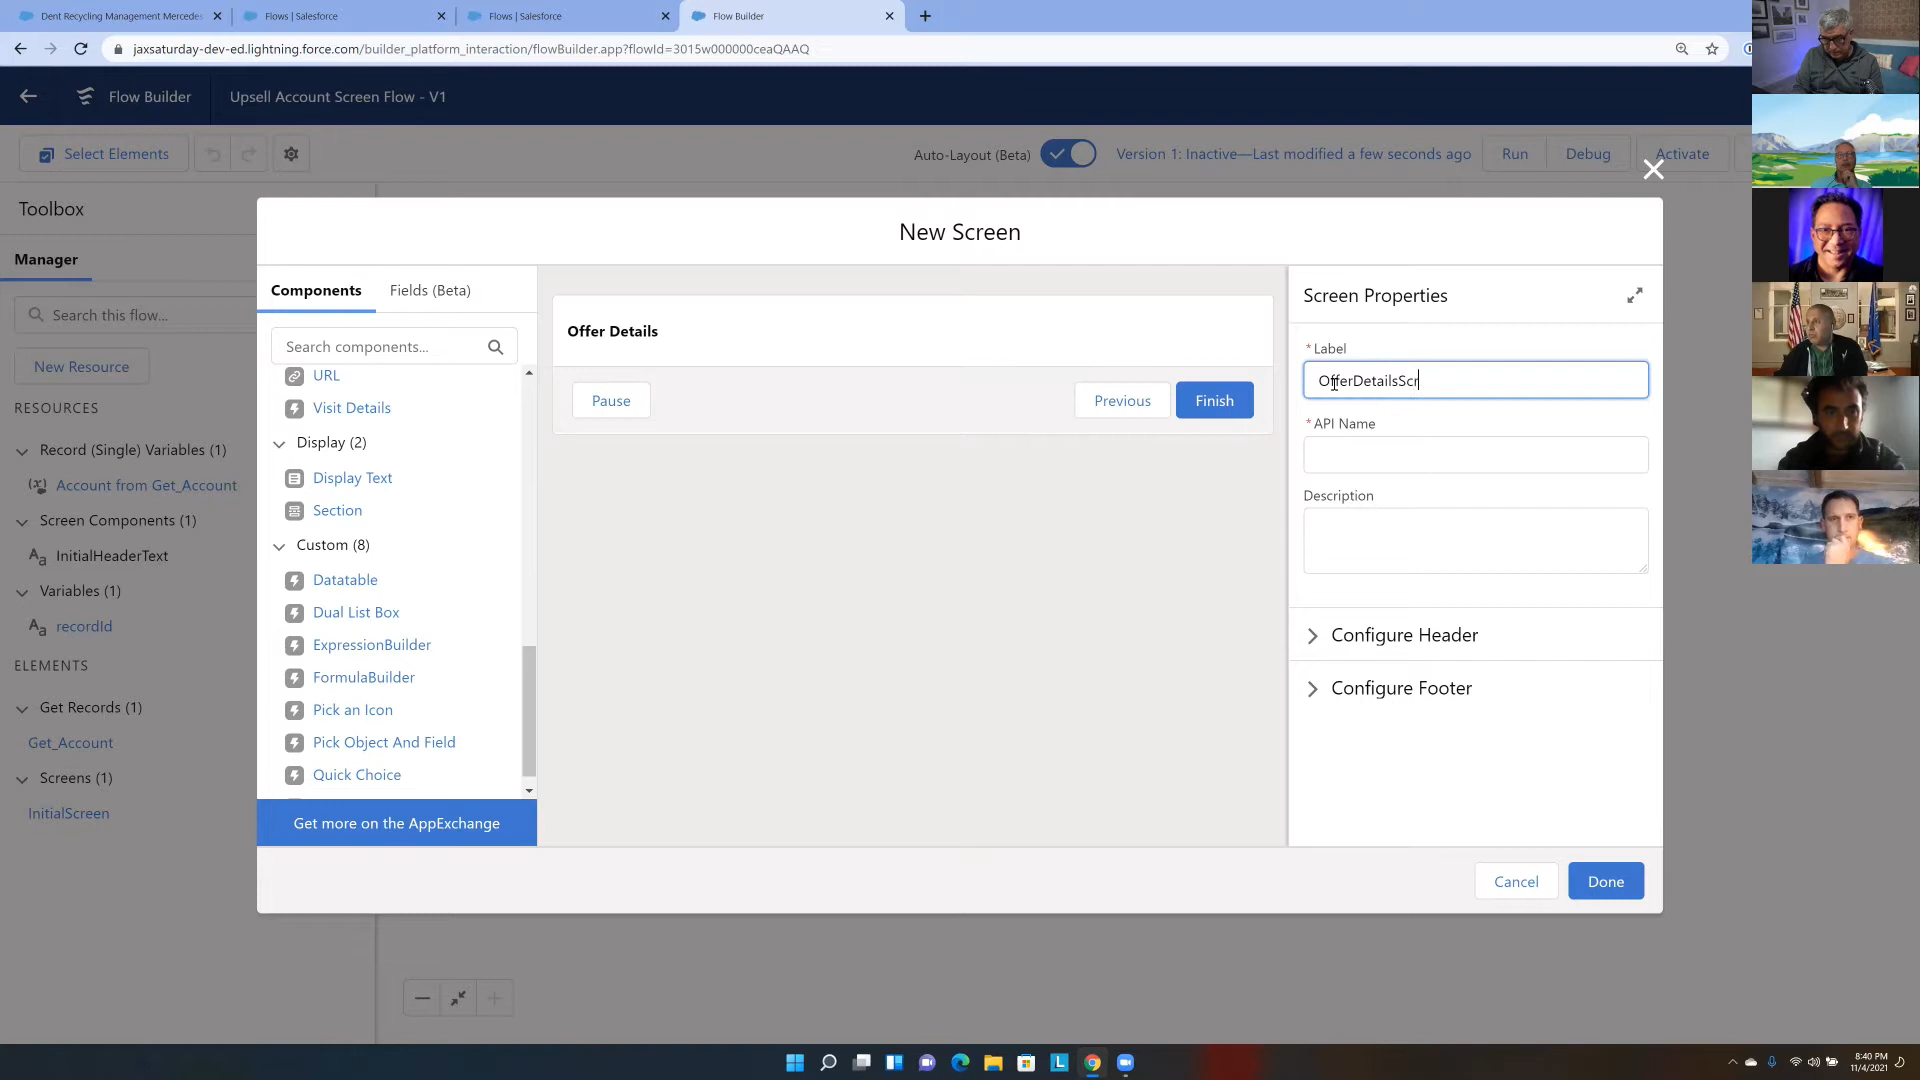 Dent Recycling Management Mercedes
Flows | Salesforce
Flows | Salesforce
Flow Builder
jaxsaturday-dev-ed.lightning.force.com/builder_platform_interaction/flowBuilder.app?flowId=3015w000000ceaQAAQ
Flow Builder
Upsell Account Screen Flow - V1
Select Elements
Auto-Layout (Beta)
Version 1: Inactive—Last modified a few seconds ago
Run
Debug
Activate
Toolbox
Manager
Search this flow...
New Resource
RESOURCES
Record (Single) Variables (1)
Account from Get_Account
Screen Components (1)
InitialHeaderText
Variables (1)
recordId
ELEMENTS
Get Records (1)
Get_Account
Screens (1)
InitialScreen
New Screen
Components
Fields (Beta)
Search components...
URL
Visit Details
Display (2)
Display Text
Section
Custom (8)
Datatable
Dual List Box
ExpressionBuilder
FormulaBuilder
Pick an Icon
Pick Object And Field
Quick Choice
Get more on the AppExchange
Offer Details
Pause
Previous
Finish
Screen Properties
* Label
OfferDetailsScr
* API Name
Description
Configure Header
Configure Footer
Cancel
Done
8:40 PM
11/4/2021